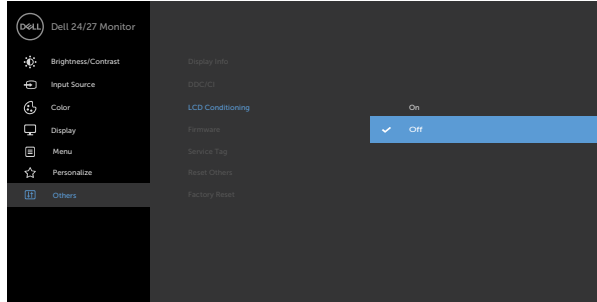 DELL Dell 24/27 Monitor
Brightness/Contrast
Input Source
Color
Display
Menu
Personalize
Others
Display Info
DDC/CI
LCD Conditioning
Firmware
Service Tag
Reset Others
Factory Reset
On
Off